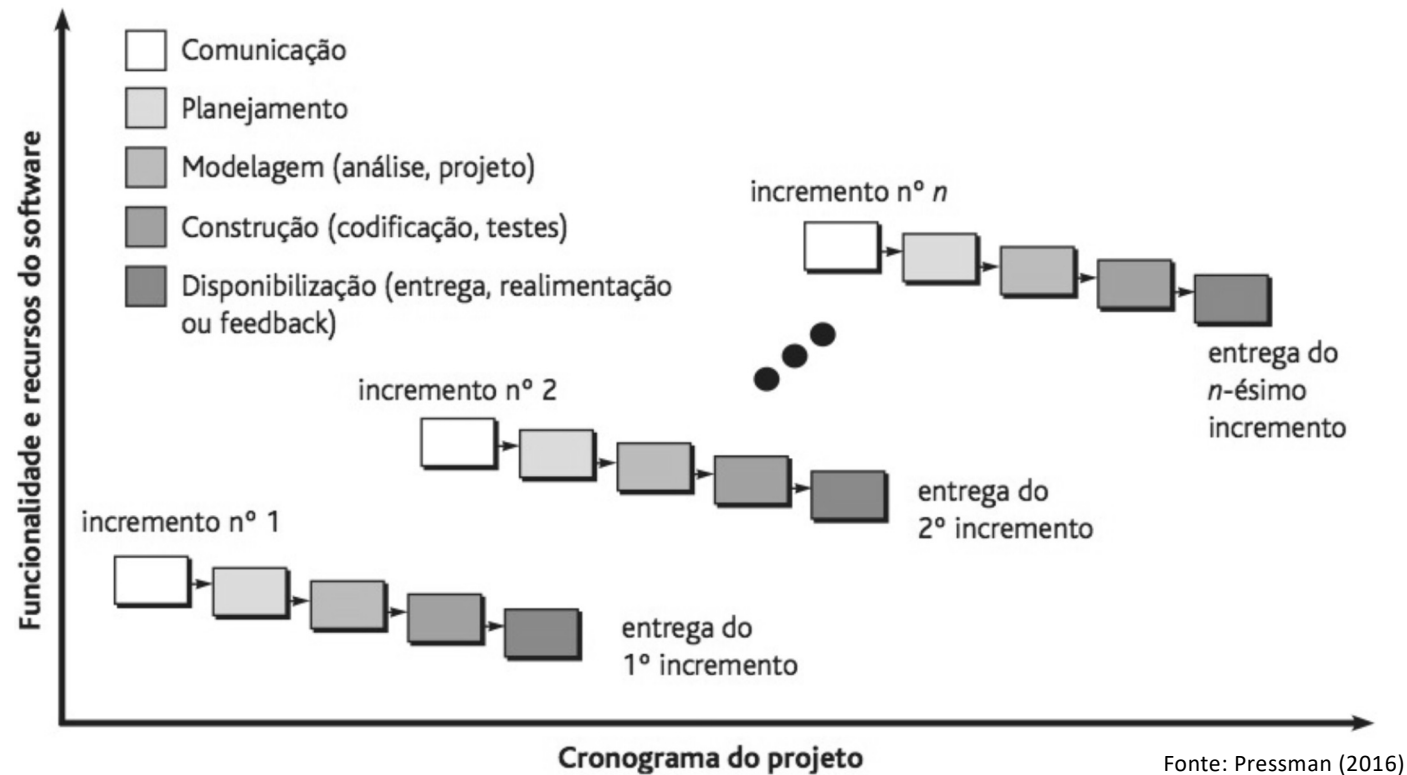 Funcionalidade e recursos do software
Comunicação
Planejamento
Modelagem (análise, projeto)
Construção (codificação, testes)
Disponibilização (entrega, realimentação
ou feedback)
incremento nº n
entrega do
n-ésimo
incremento
incremento nº 2
entrega do
2º incremento
incremento nº 1
entrega do
1º incremento
Cronograma do projeto
Fonte: Pressman (2016)